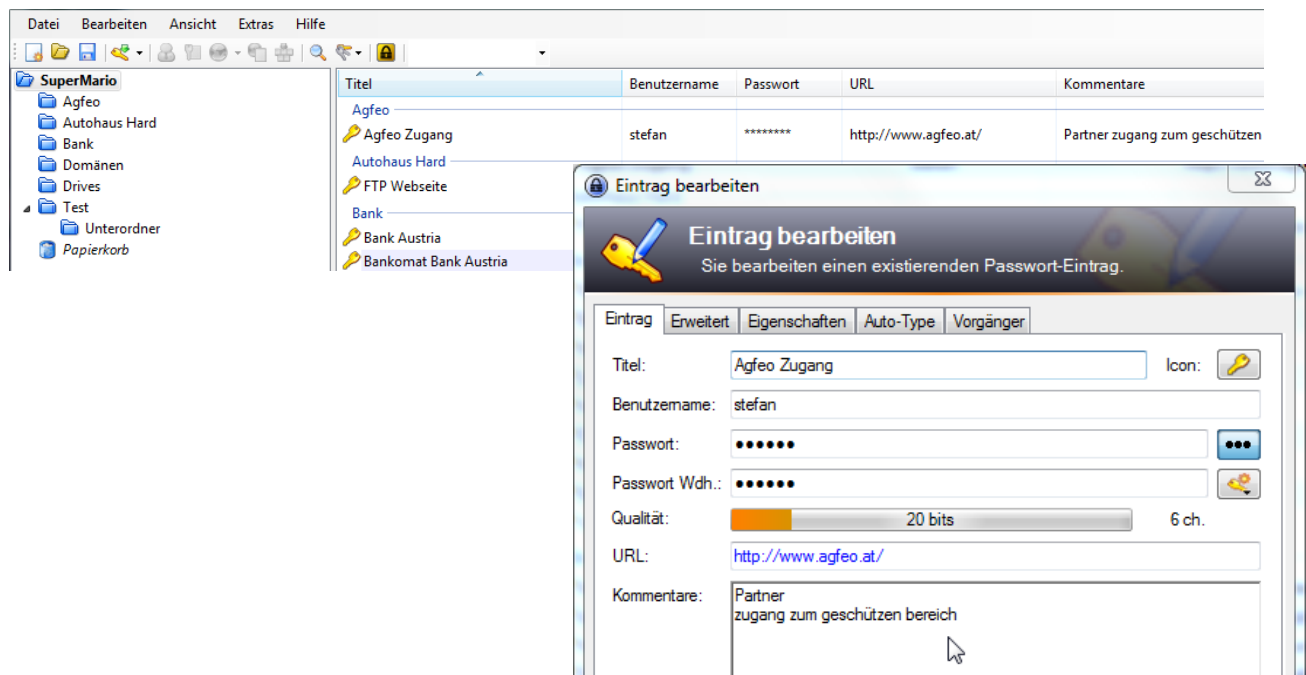 Datei Bearbeiten Ansicht Extras Hilfe
SuperMario
Agfeo
Autohaus Hard
Bank
Domänen
Drives
Test
Unterordner
Papierkorb
Titel Benutzername Passwort URL Kommentare
Agfeo
Agfeo Zugang stefan ******** http://www.agfeo.at/ Partner zugang zum geschützen
Autohaus Hard
FTP Webseite
Bank
Bank Austria
Bankomat Bank Austria
Eintrag bearbeiten
Eintrag bearbeiten
Sie bearbeiten einen existierenden Passwort-Eintrag.
Eintrag Erweitert Eigenschaften Auto-Type Vorgänger
Titel: Agfeo Zugang Icon:
Benutzername: stefan
Passwort: ●●●●●● ●●●
Passwort Wdh.: ●●●●●●
Qualität: 20 bits 6 ch.
URL: http://www.agfeo.at/
Kommentare: Partner
zugang zum geschützen bereich